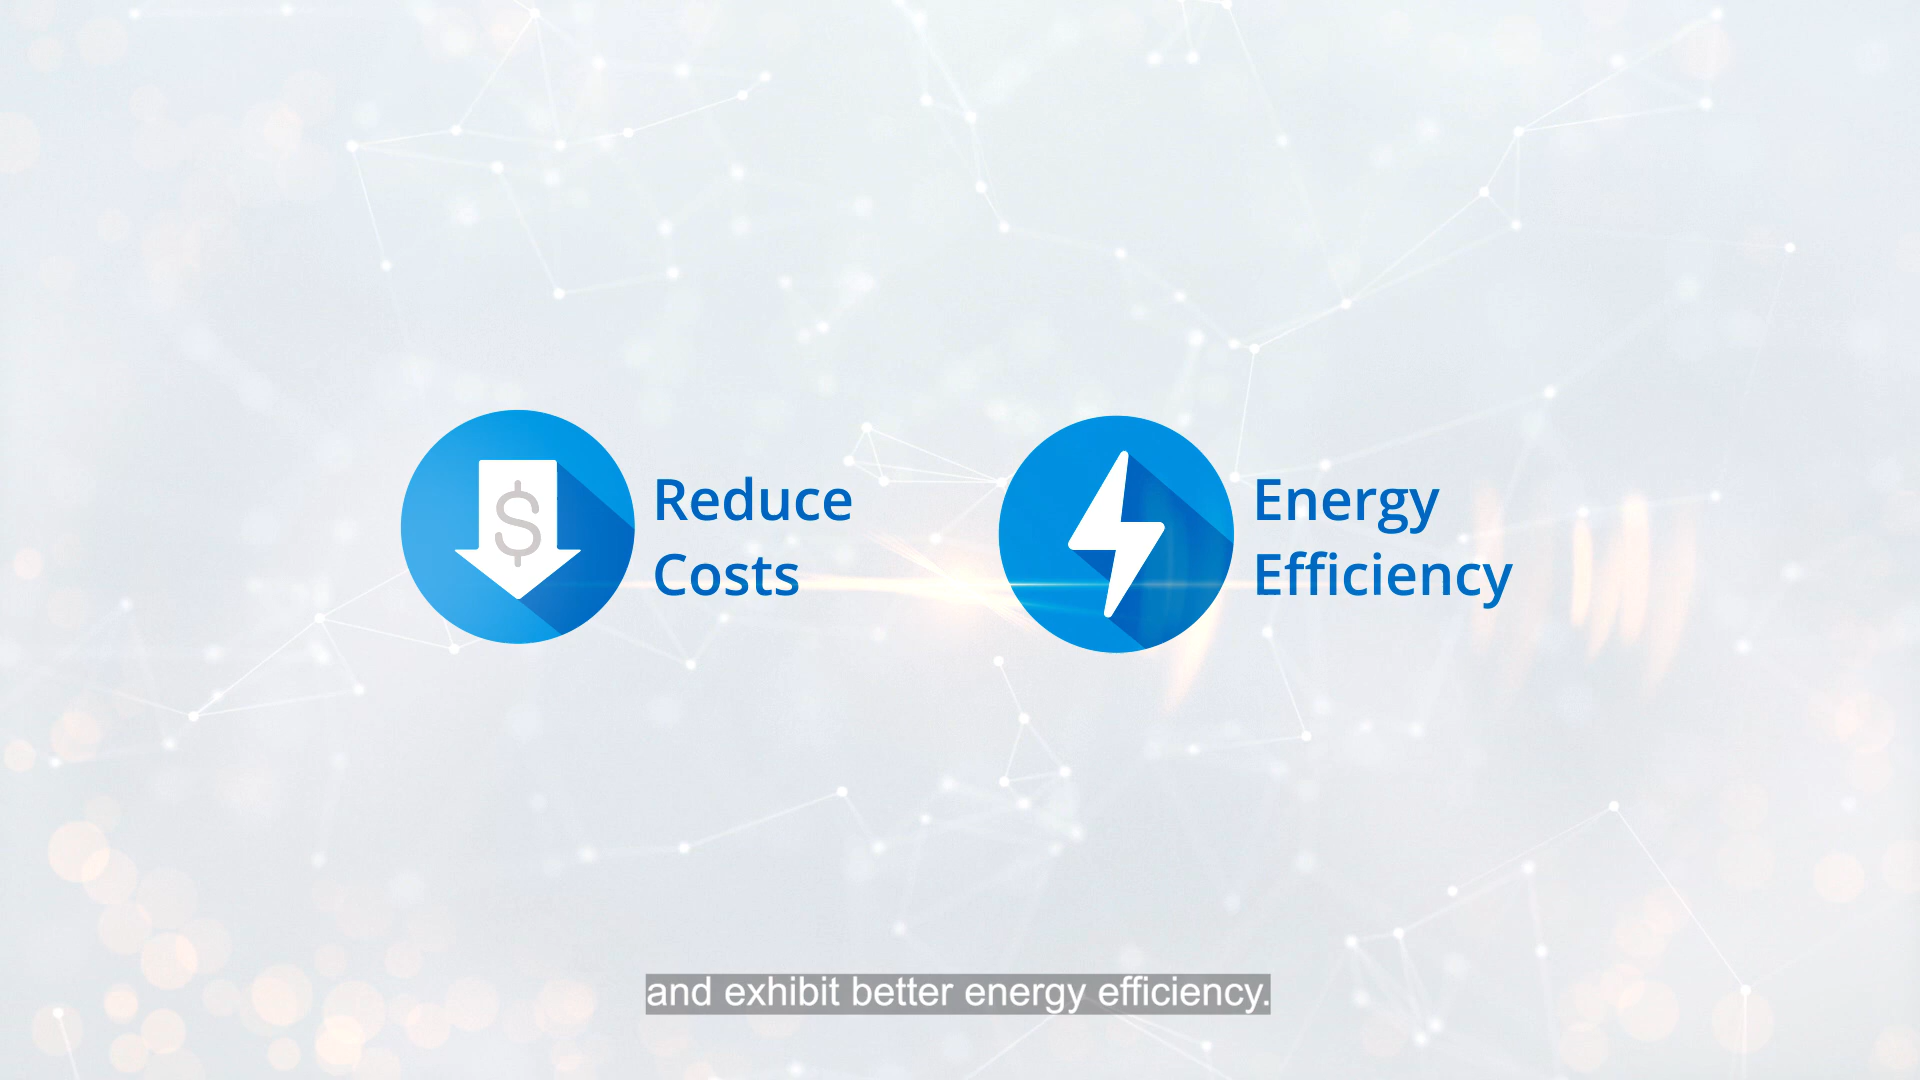 $
Reduce
Costs
Energy
Efficiency
and exhibit better energy efficiency.